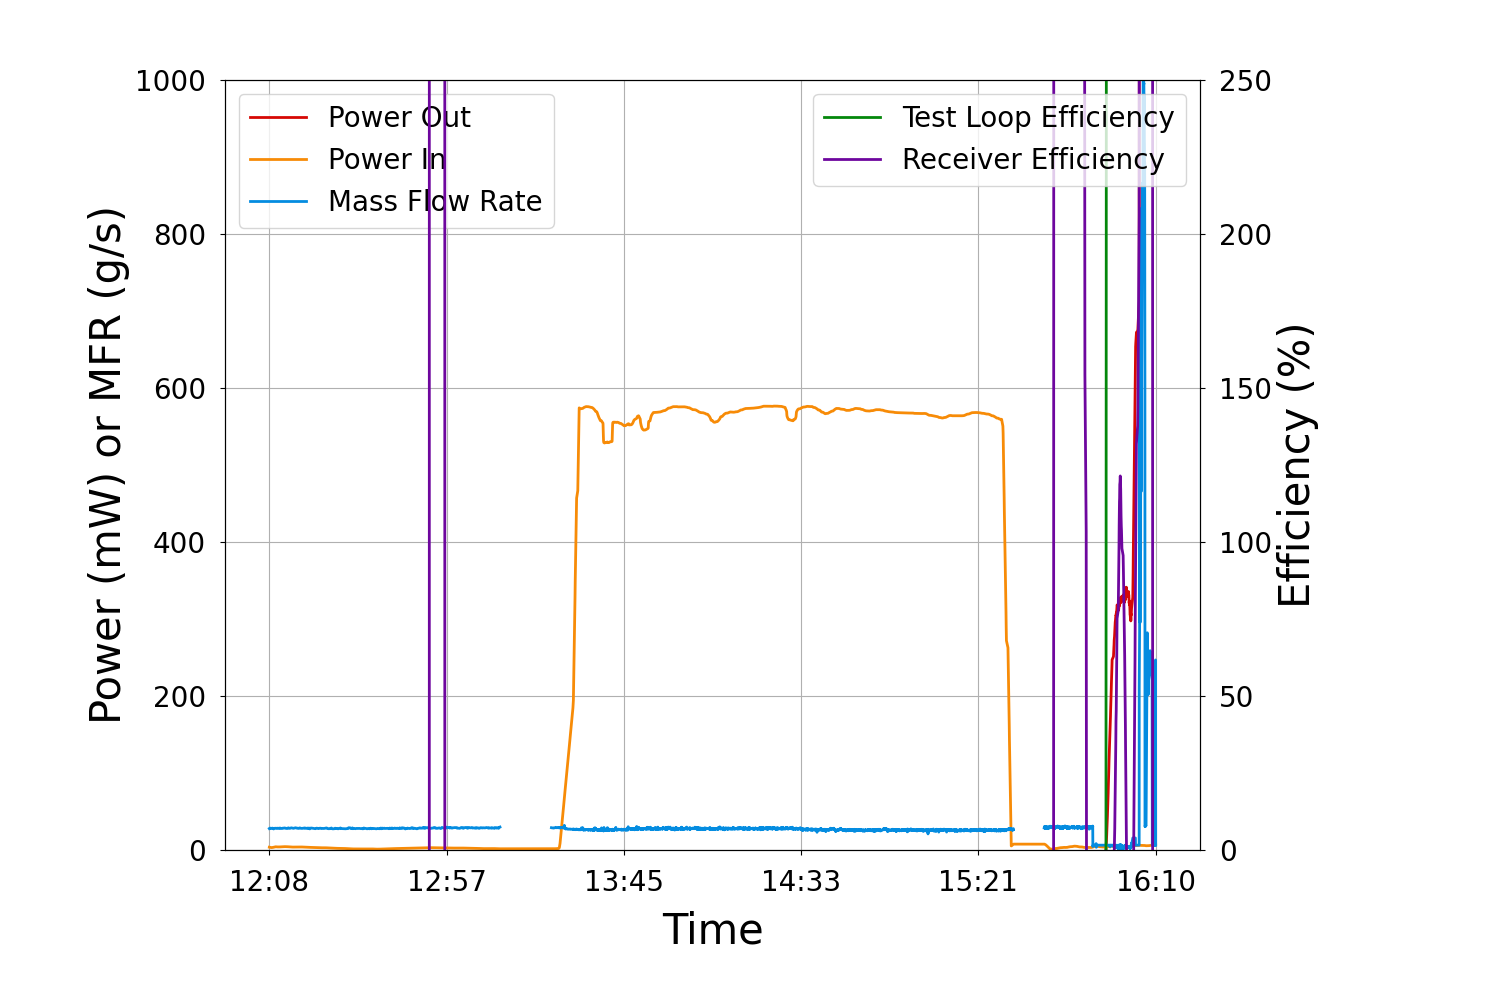 1000
800
600
400
200
0
Power (mW) or MFR (g/s)
Power Out
Power In
Mass Flow Rate
Test Loop Efficiency
Receiver Efficiency
250
200
150
100
50
0
Efficiency (%)
12:08 12:57 13:45 14:33 15:21 16:10
Time